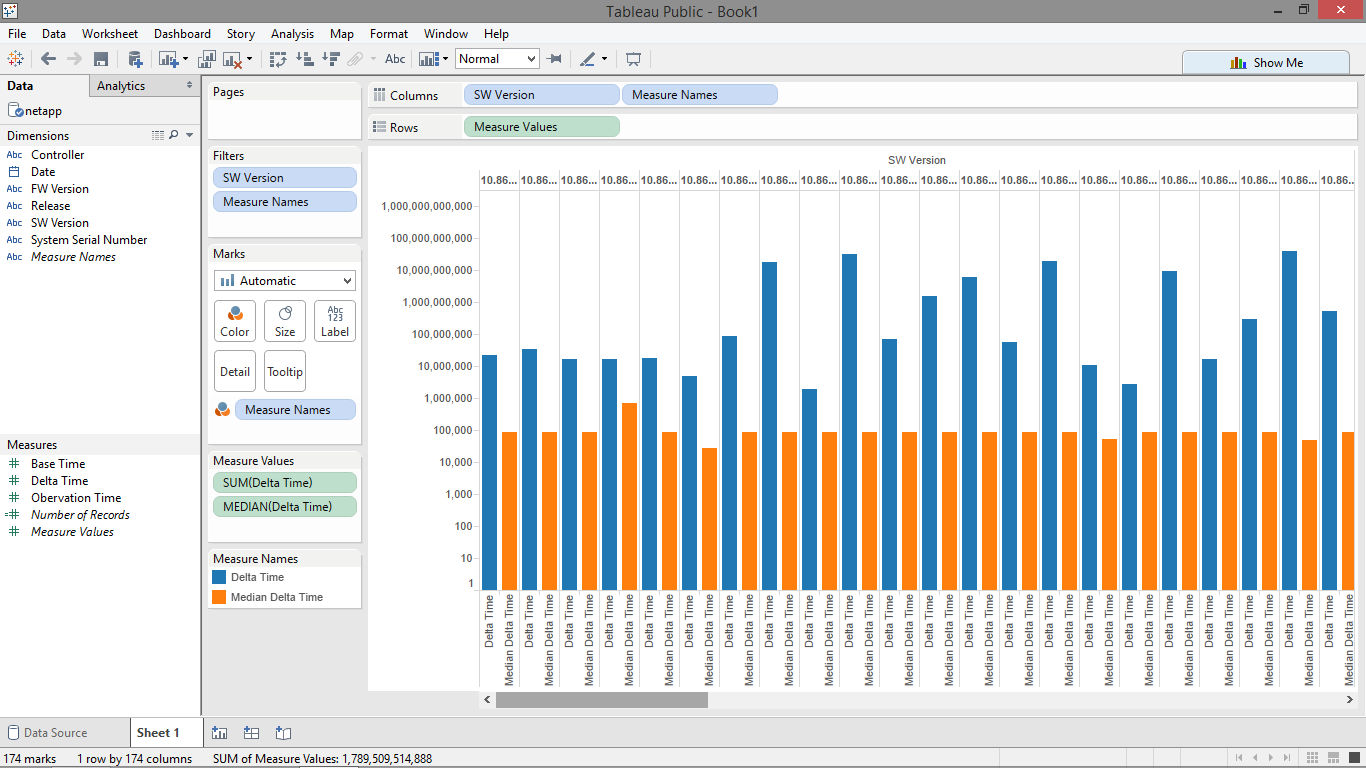 Tableau Public - Book1
File Data Worksheet Dashboard Story Analysis Map Format Window Help
Abc Normal Show Me
Data Analytics
netapp
Dimensions
Abc Controller
Date
Abc FW Version
Abc Release
Abc SW Version
Abc System Serial Number
Abc Measure Names
Measures
Base Time
Delta Time
Obervation Time
Number of Records
Measure Values
Pages
Filters
SW Version
Measure Names
Marks
Automatic
Color Size Abc 123 Label
Detail Tooltip
Measure Names
Measure Values
SUM(Delta Time)
MEDIAN(Delta Time)
Measure Names
Delta Time
Median Delta Time
Columns SW Version Measure Names
Rows Measure Values
SW Version
10.86... 10.86... 10.86... 10.86... 10.86... 10.86... 10.86... 10.86... 10.86... 10.86... 10.86... 10.86... 10.86... 10.86... 10.86... 10.86... 10.86... 10.86... 10.86... 10.86... 10.86... 10.86...
1,000,000,000,000
100,000,000,000
10,000,000,000
1,000,000,000
100,000,000
10,000,000
1,000,000
100,000
10,000
1,000
100
10
1
Delta Time Median Delta Time Delta Time Median Delta Time Delta Time Median Delta Time Delta Time Median Delta Time Delta Time Median Delta Time Delta Time Median Delta Time Delta Time Median Delta Time Delta Time Median Delta Time Delta Time Median Delta Time Delta Time Median Delta Time Delta Time Median Delta Time Delta Time Median Delta Time Delta Time Median Delta Time Delta Time Median Delta Time Delta Time Median Delta Time Delta Time Median Delta Time Delta Time Median Delta Time Delta Time Median Delta Time Delta Time Median Delta Time Delta Time Median Delta Time Delta Time Median Delta Time Delta Time Median Delta Time
Data Source Sheet 1
174 marks 1 row by 174 columns SUM of Measure Values: 1,789,509,514,888